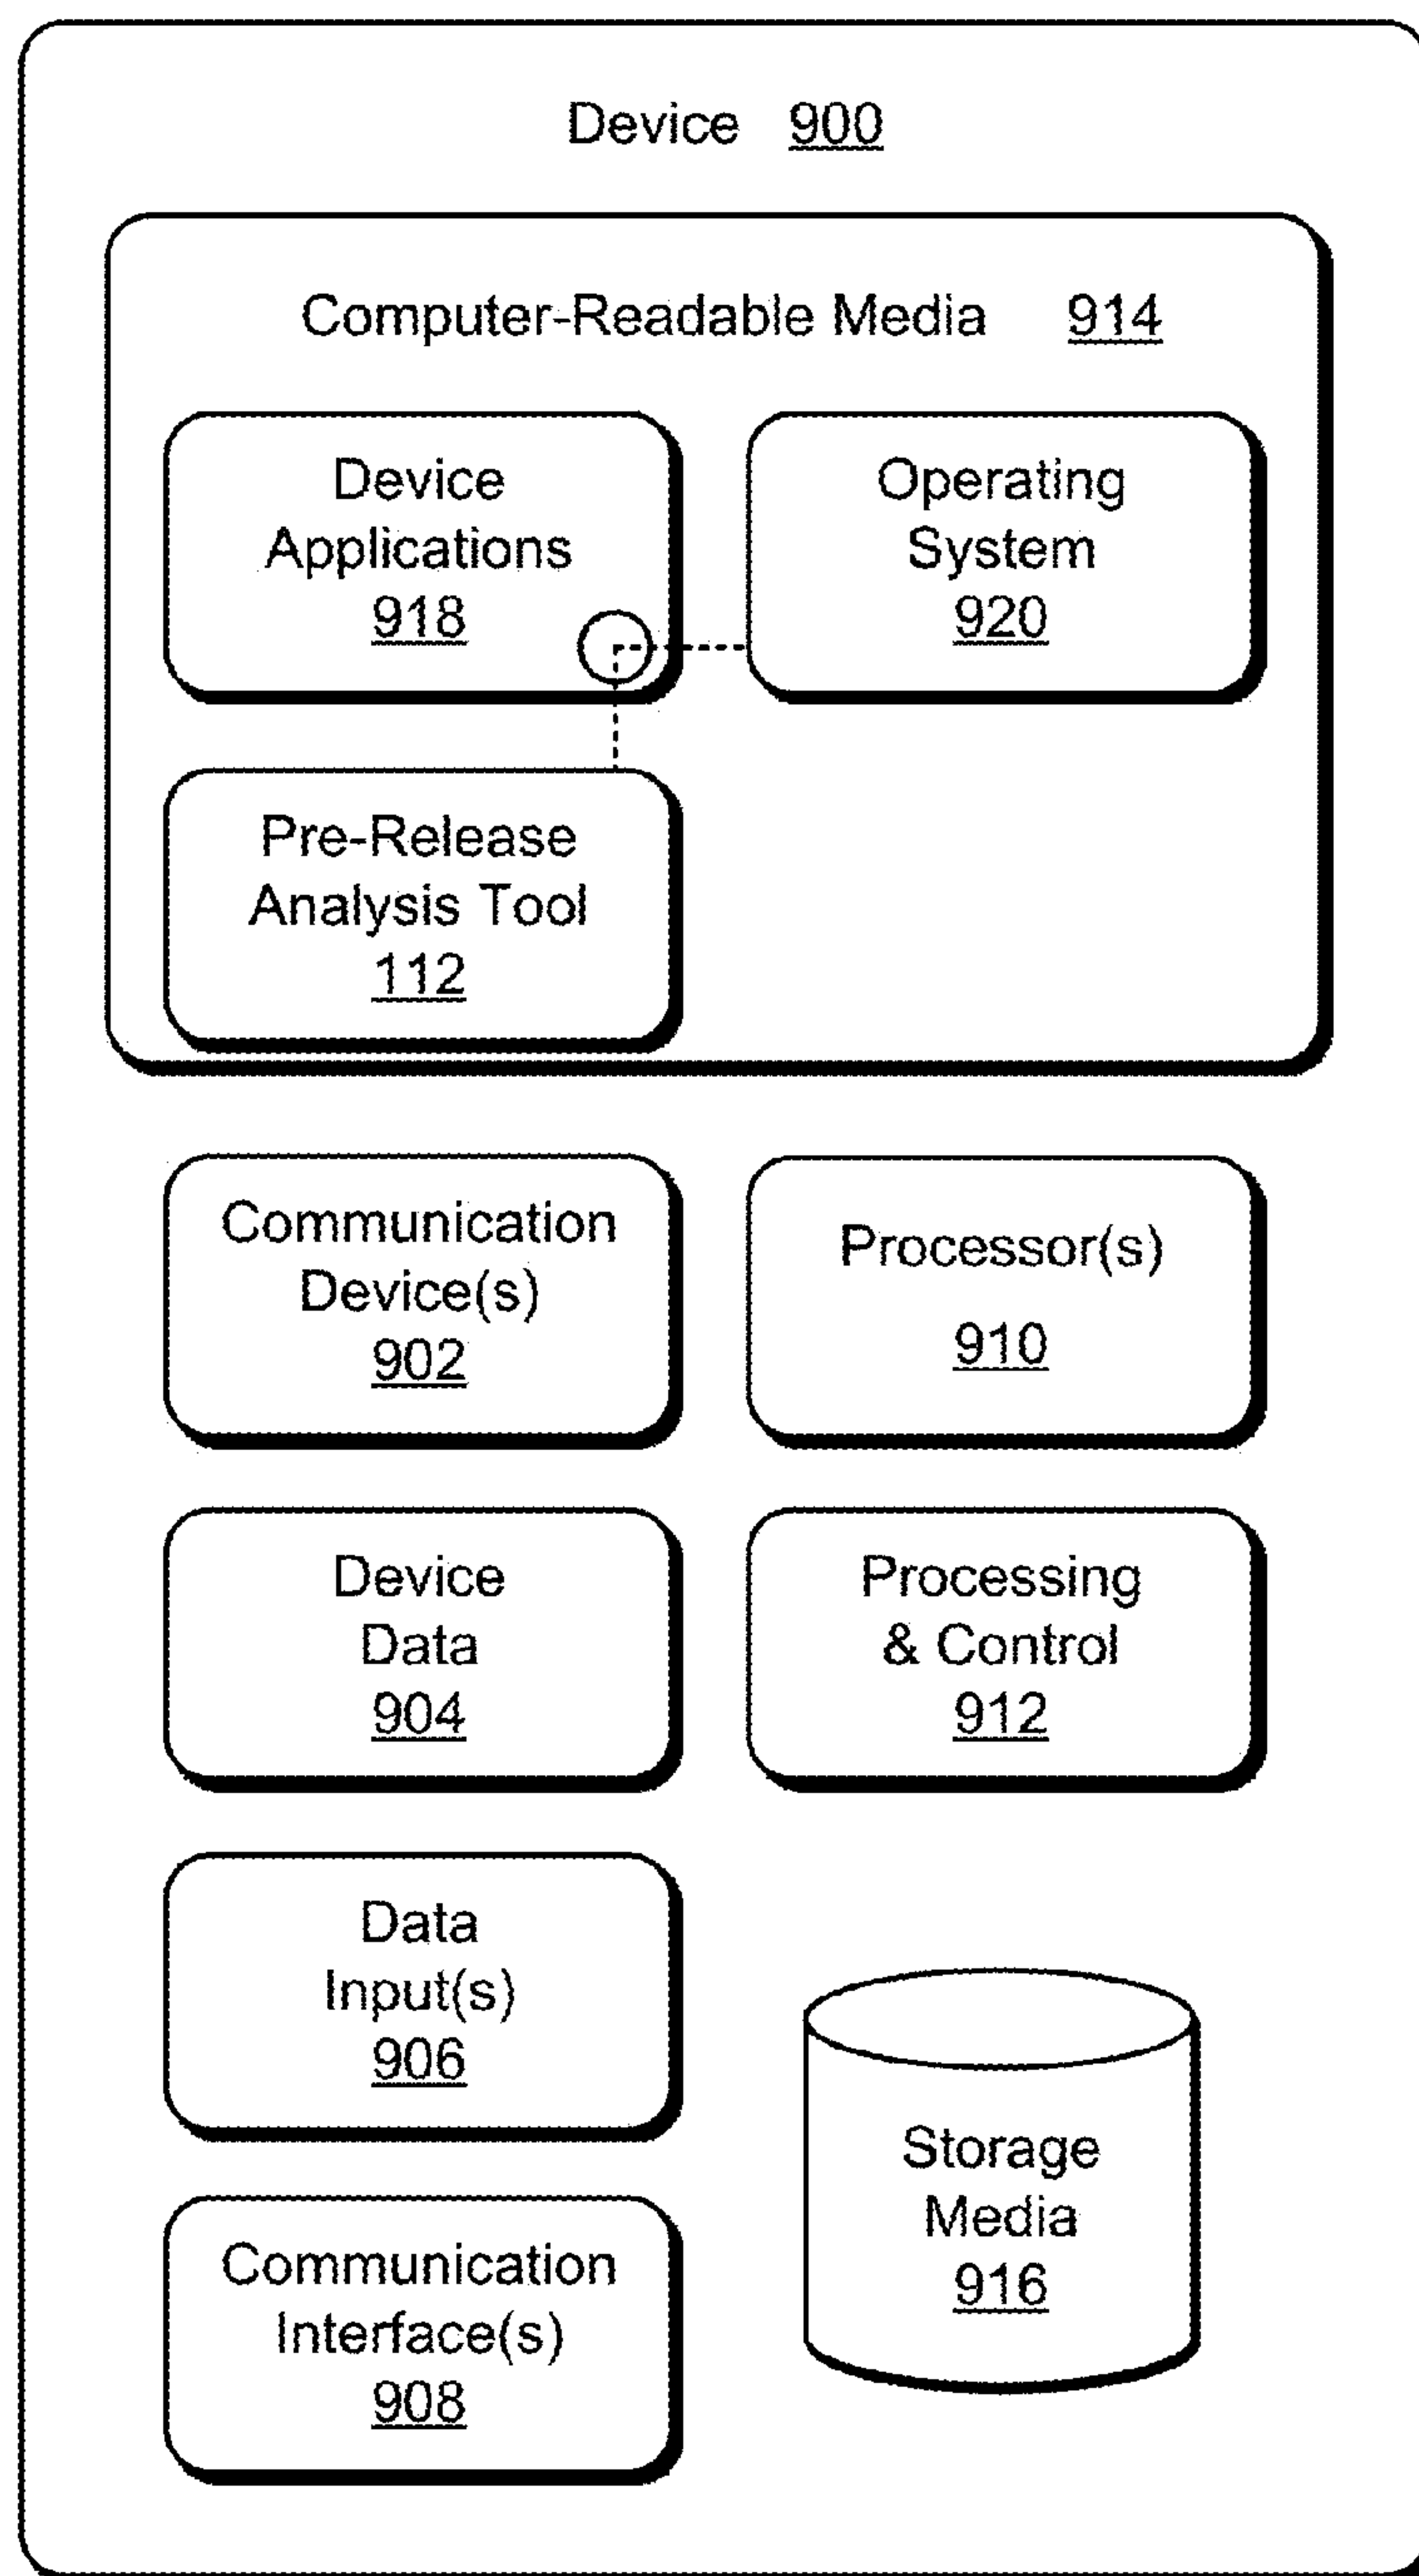 Device 900
Computer-Readable Media 914
Device
Applications
918
Operating
System
920
Pre-Release
Analysis Tool
112
Communication
Device(s)
902
Processor(s)
910
Device
Data
904
Processing
& Control
912
Data
Input(s)
906
Storage
Media
916
Communication
Interface(s)
908